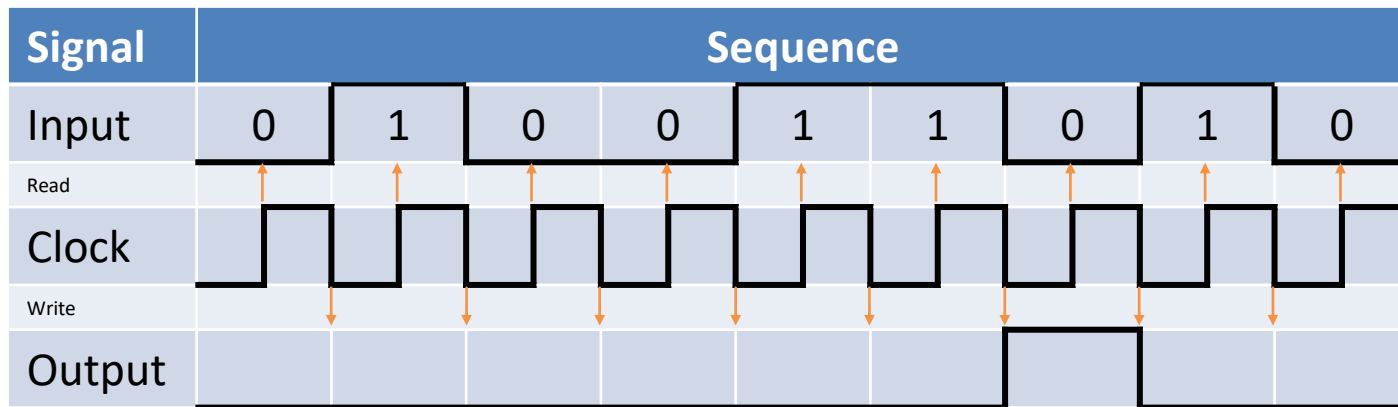 Signal Sequence
Input 0 1 0 0 1 1 0 1 0
Read
Clock
Write
Output